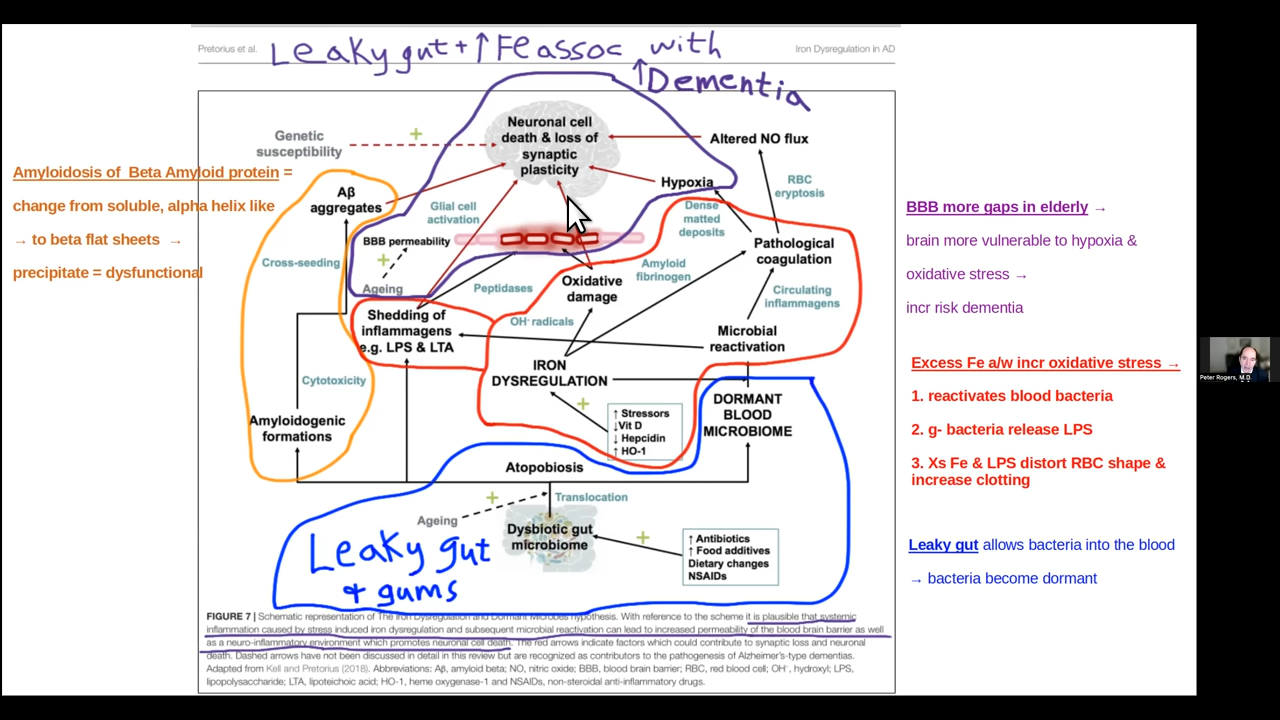 Pretorius et al.
Leaky gut + ↑ Fe assoc with
↑ Dementia
Iron Dysregulation in AD
Genetic
susceptibility
+
Neuronal cell
death & loss of
synaptic
plasticity
Altered NO flux
Aβ
aggregates
Hypoxia
RBC
eryptosis
Glial cell
activation
Dense
matted
deposits
BBB permeability
+
Ageing
Pathological
coagulation
Cross-seeding
Amyloid
fibrinogen
Peptidases
Oxidative
damage
Circulating
inflammagens
Shedding of
inflammagens
e.g. LPS & LTA
OH· radicals
Microbial
reactivation
IRON
DYSREGULATION
Cytotoxicity
+
↑ Stressors
↓Vit D
↓ Hepcidin
↑ HO-1
DORMANT
BLOOD
MICROBIOME
Amyloidogenic
formations
Atopobiosis
+
Translocation
Ageing
Dysbiotic gut
microbiome
+
↑ Antibiotics
↑ Food additives
Dietary changes
NSAIDs
Leaky gut
+ gums
FIGURE 7 | Schematic representation of The Iron Dysregulation and Dormant Microbes hypothesis. With reference to the scheme it is plausible that systemic
inflammation caused by stress induced iron dysregulation and subsequent microbial reactivation can lead to increased permeability of the blood brain barrier as well
as a neuro-inflammatory environment which promotes neuronal cell death. The red arrows indicate factors which could contribute to synaptic loss and neuronal
death. Dashed arrows have not been discussed in detail in this review but are recognized as contributors to the pathogenesis of Alzheimer's-type dementias.
Adapted from Kell and Pretorius (2018). Abbreviations: Aβ, amyloid beta; NO, nitric oxide; BBB, blood brain barrier; RBC, red blood cell; OH·, hydroxyl; LPS,
lipopolysaccharide; LTA, lipoteichoic acid; HO-1, heme oxygenase-1 and NSAIDs, non-steroidal anti-inflammatory drugs.
Amyloidosis of Beta Amyloid protein =
change from soluble, alpha helix like
→ to beta flat sheets →
precipitate = dysfunctional
BBB more gaps in elderly →
brain more vulnerable to hypoxia &
oxidative stress →
incr risk dementia
Excess Fe a/w incr oxidative stress →
1. reactivates blood bacteria
2. g- bacteria release LPS
3. Xs Fe & LPS distort RBC shape &
increase clotting
Leaky gut allows bacteria into the blood
→ bacteria become dormant
Peter Rogers, M.D.